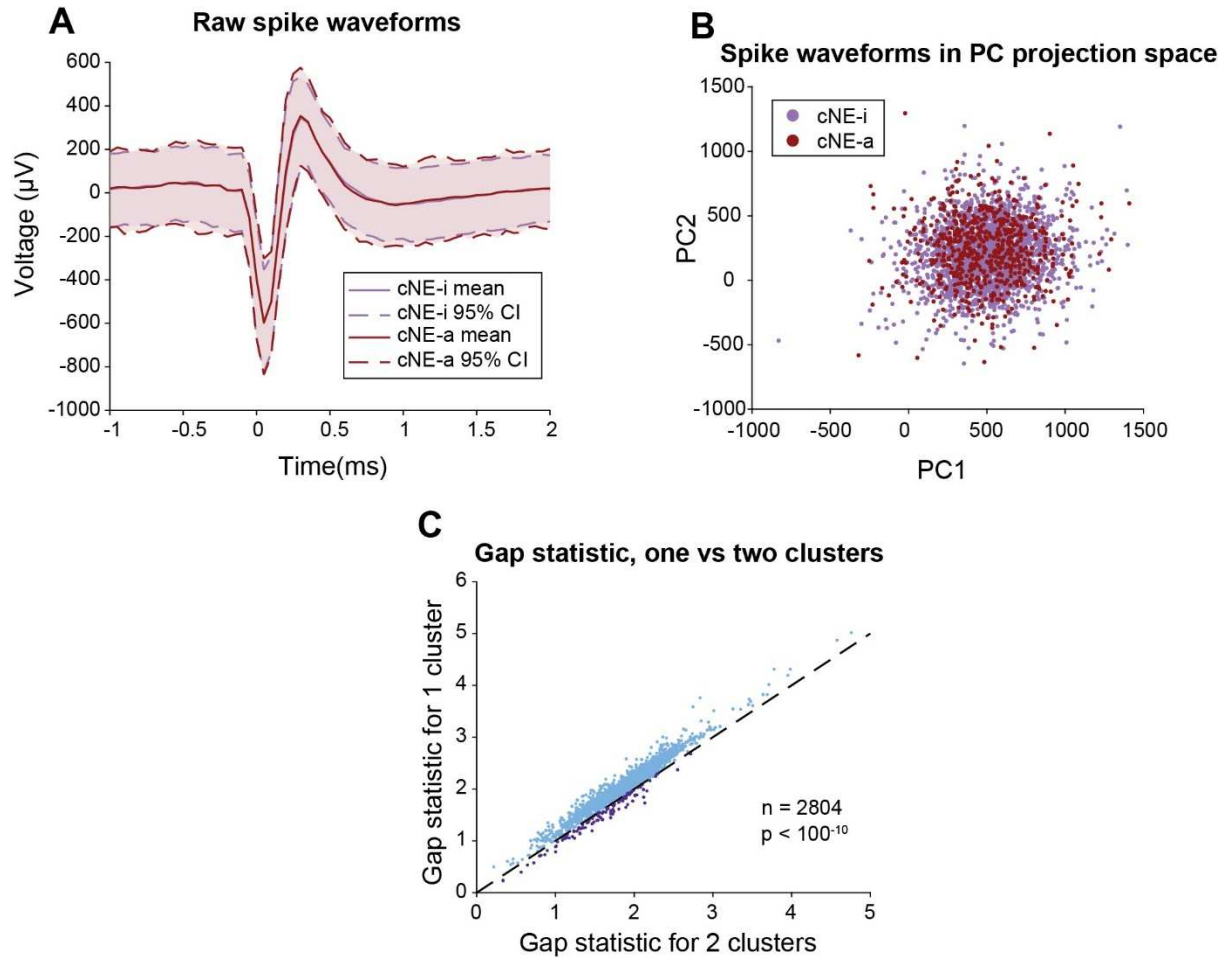 A
Raw spike waveforms
600
400
200
0
-200
-400
-600
-800
-1000
Voltage (µV)
cNE-i mean
cNE-i 95% CI
cNE-a mean
cNE-a 95% CI
-1 -0.5 0 0.5 1 1.5 2
Time(ms)
B
Spike waveforms in PC projection space
1500
1000
500
0
-500
-1000
PC2
cNE-i
cNE-a
-1000 -500 0 500 1000 1500
PC1
C
Gap statistic, one vs two clusters
6
5
4
3
2
1
0
Gap statistic for 1 cluster
n = 2804
p < 100⁻¹⁰
0 1 2 3 4 5
Gap statistic for 2 clusters